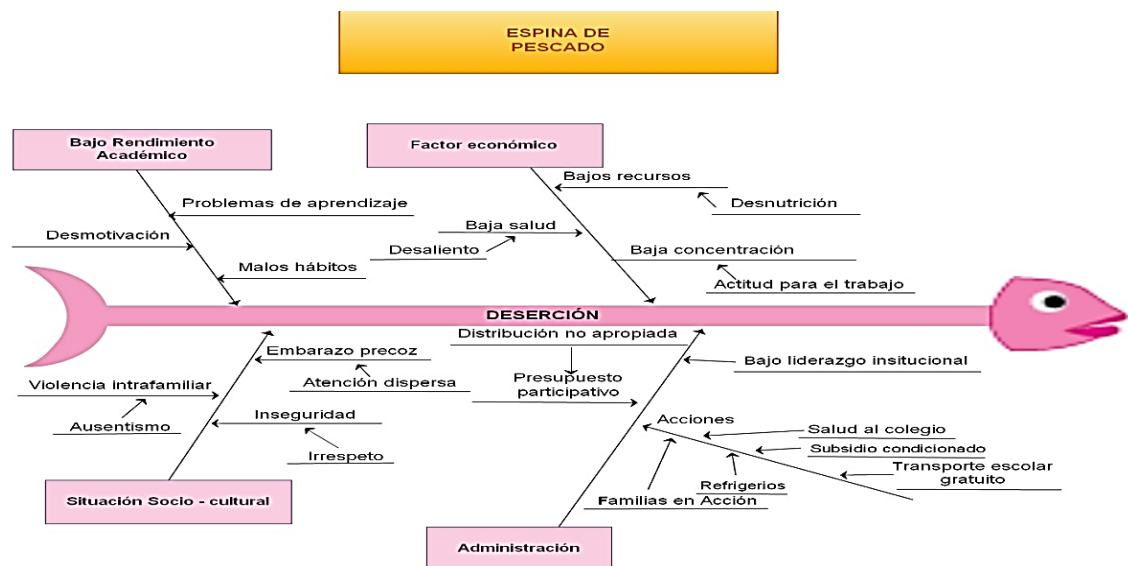 ESPINA DE
PESCADO
Bajo Rendimiento
Académico
Factor económico
Problemas de aprendizaje
Desmotivación
Malos hábitos
Bajos recursos
Desnutrición
Baja salud
Desaliento
Baja concentración
Actitud para el trabajo
DESERCIÓN
Embarazo precoz
Atención dispersa
Violencia intrafamiliar
Ausentismo
Inseguridad
Irrespeto
Situación Socio - cultural
Distribución no apropiada
Presupuesto
participativo
Bajo liderazgo insitucional
Acciones
Salud al colegio
Subsidio condicionado
Transporte escolar
gratuito
Refrigerios
Familias en Acción
Administración